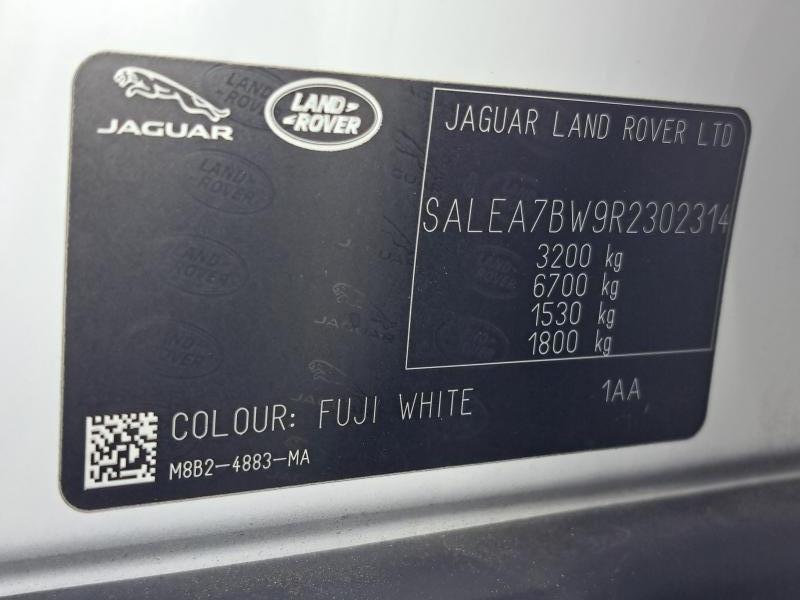 JAGUAR
LAND
ROVER
JAGUAR LAND ROVER LTD
SALEA7BW9R2302314
3200 kg
6700 kg
1530 kg
1800 kg
COLOUR: FUJI WHITE
1AA
M8B2-4883-MA